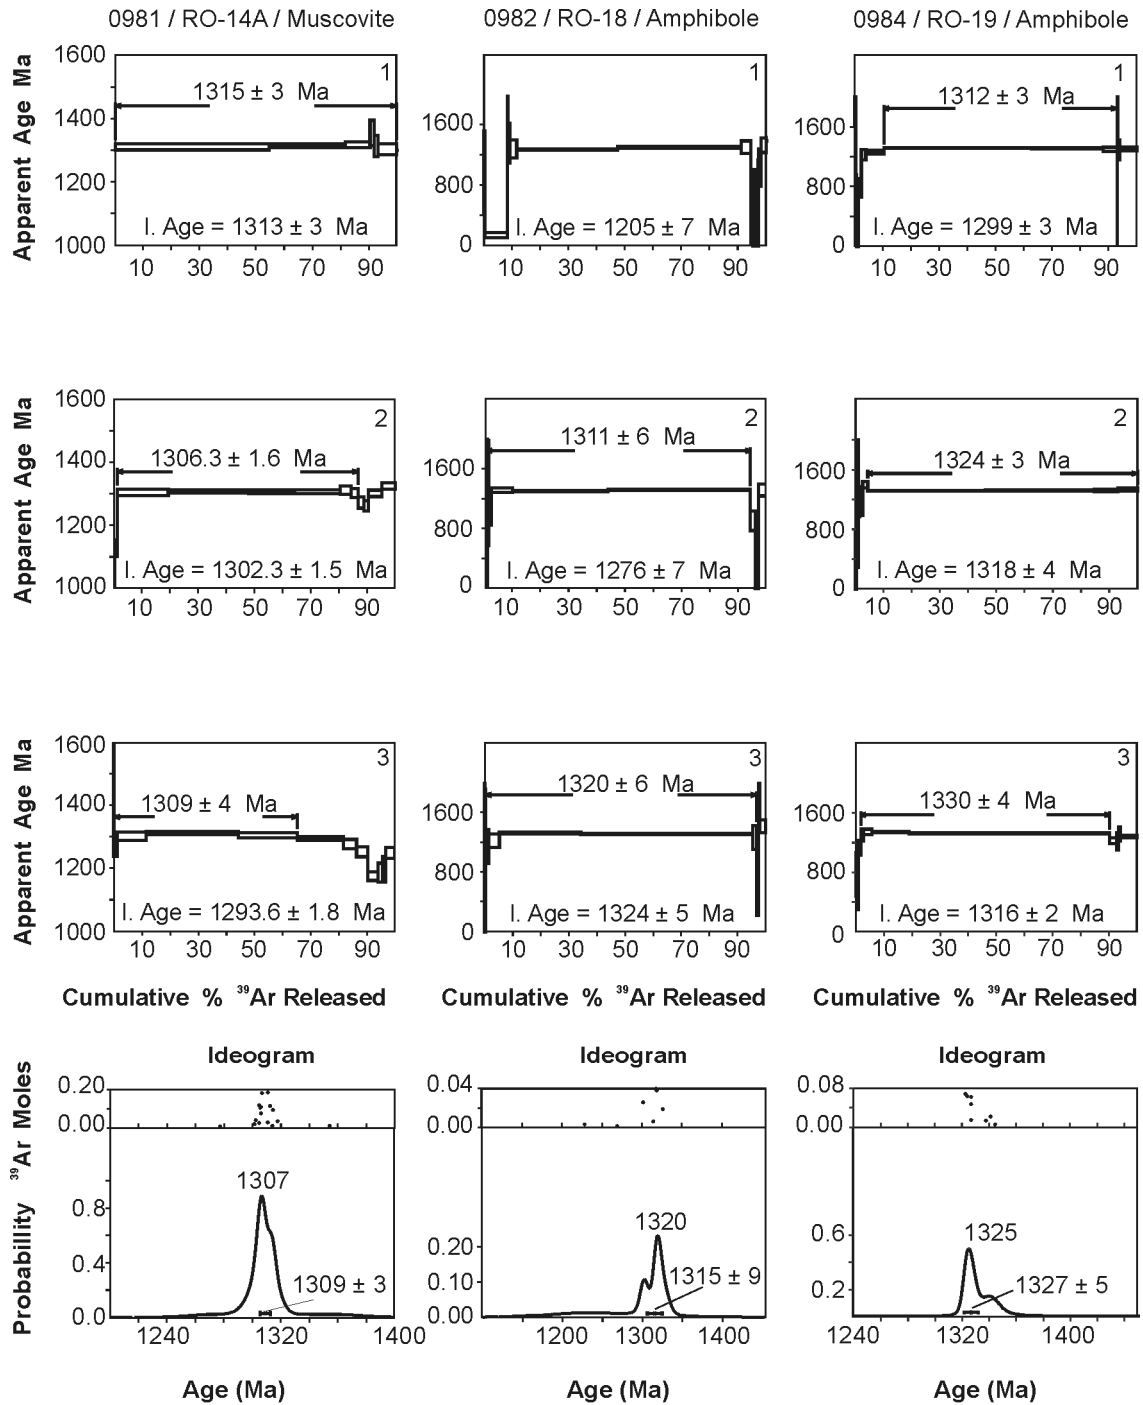 0981 / RO-14A / Muscovite
0982 / RO-18 / Amphibole
0984 / RO-19 / Amphibole
Apparent Age Ma
1600
1400
1200
1000
1
1315 ± 3 Ma
I. Age = 1313 ± 3 Ma
10 30 50 70 90
1600
800
0
1
I. Age = 1205 ± 7 Ma
10 30 50 70 90
1600
800
0
1
1312 ± 3 Ma
I. Age = 1299 ± 3 Ma
10 30 50 70 90
Apparent Age Ma
1600
1400
1200
1000
2
1306.3 ± 1.6 Ma
I. Age = 1302.3 ± 1.5 Ma
10 30 50 70 90
1600
800
0
2
1311 ± 6 Ma
I. Age = 1276 ± 7 Ma
10 30 50 70 90
1600
800
0
2
1324 ± 3 Ma
I. Age = 1318 ± 4 Ma
10 30 50 70 90
Apparent Age Ma
1600
1400
1200
1000
3
1309 ± 4 Ma
I. Age = 1293.6 ± 1.8 Ma
10 30 50 70 90
Cumulative % ³⁹Ar Released
1600
800
0
3
1320 ± 6 Ma
I. Age = 1324 ± 5 Ma
10 30 50 70 90
Cumulative % ³⁹Ar Released
1600
800
0
3
1330 ± 4 Ma
I. Age = 1316 ± 2 Ma
10 30 50 70 90
Cumulative % ³⁹Ar Released
Probabillity ³⁹Ar Moles
Ideogram
0.20
0.00
0.8
0.4
0.0
1307
1309 ± 3
1240 1320 1400
Age (Ma)
Ideogram
0.04
0.00
0.20
0.10
0.00
1320
1315 ± 9
1200 1300 1400
Age (Ma)
Ideogram
0.08
0.00
0.6
0.2
1325
1327 ± 5
1240 1320 1400
Age (Ma)